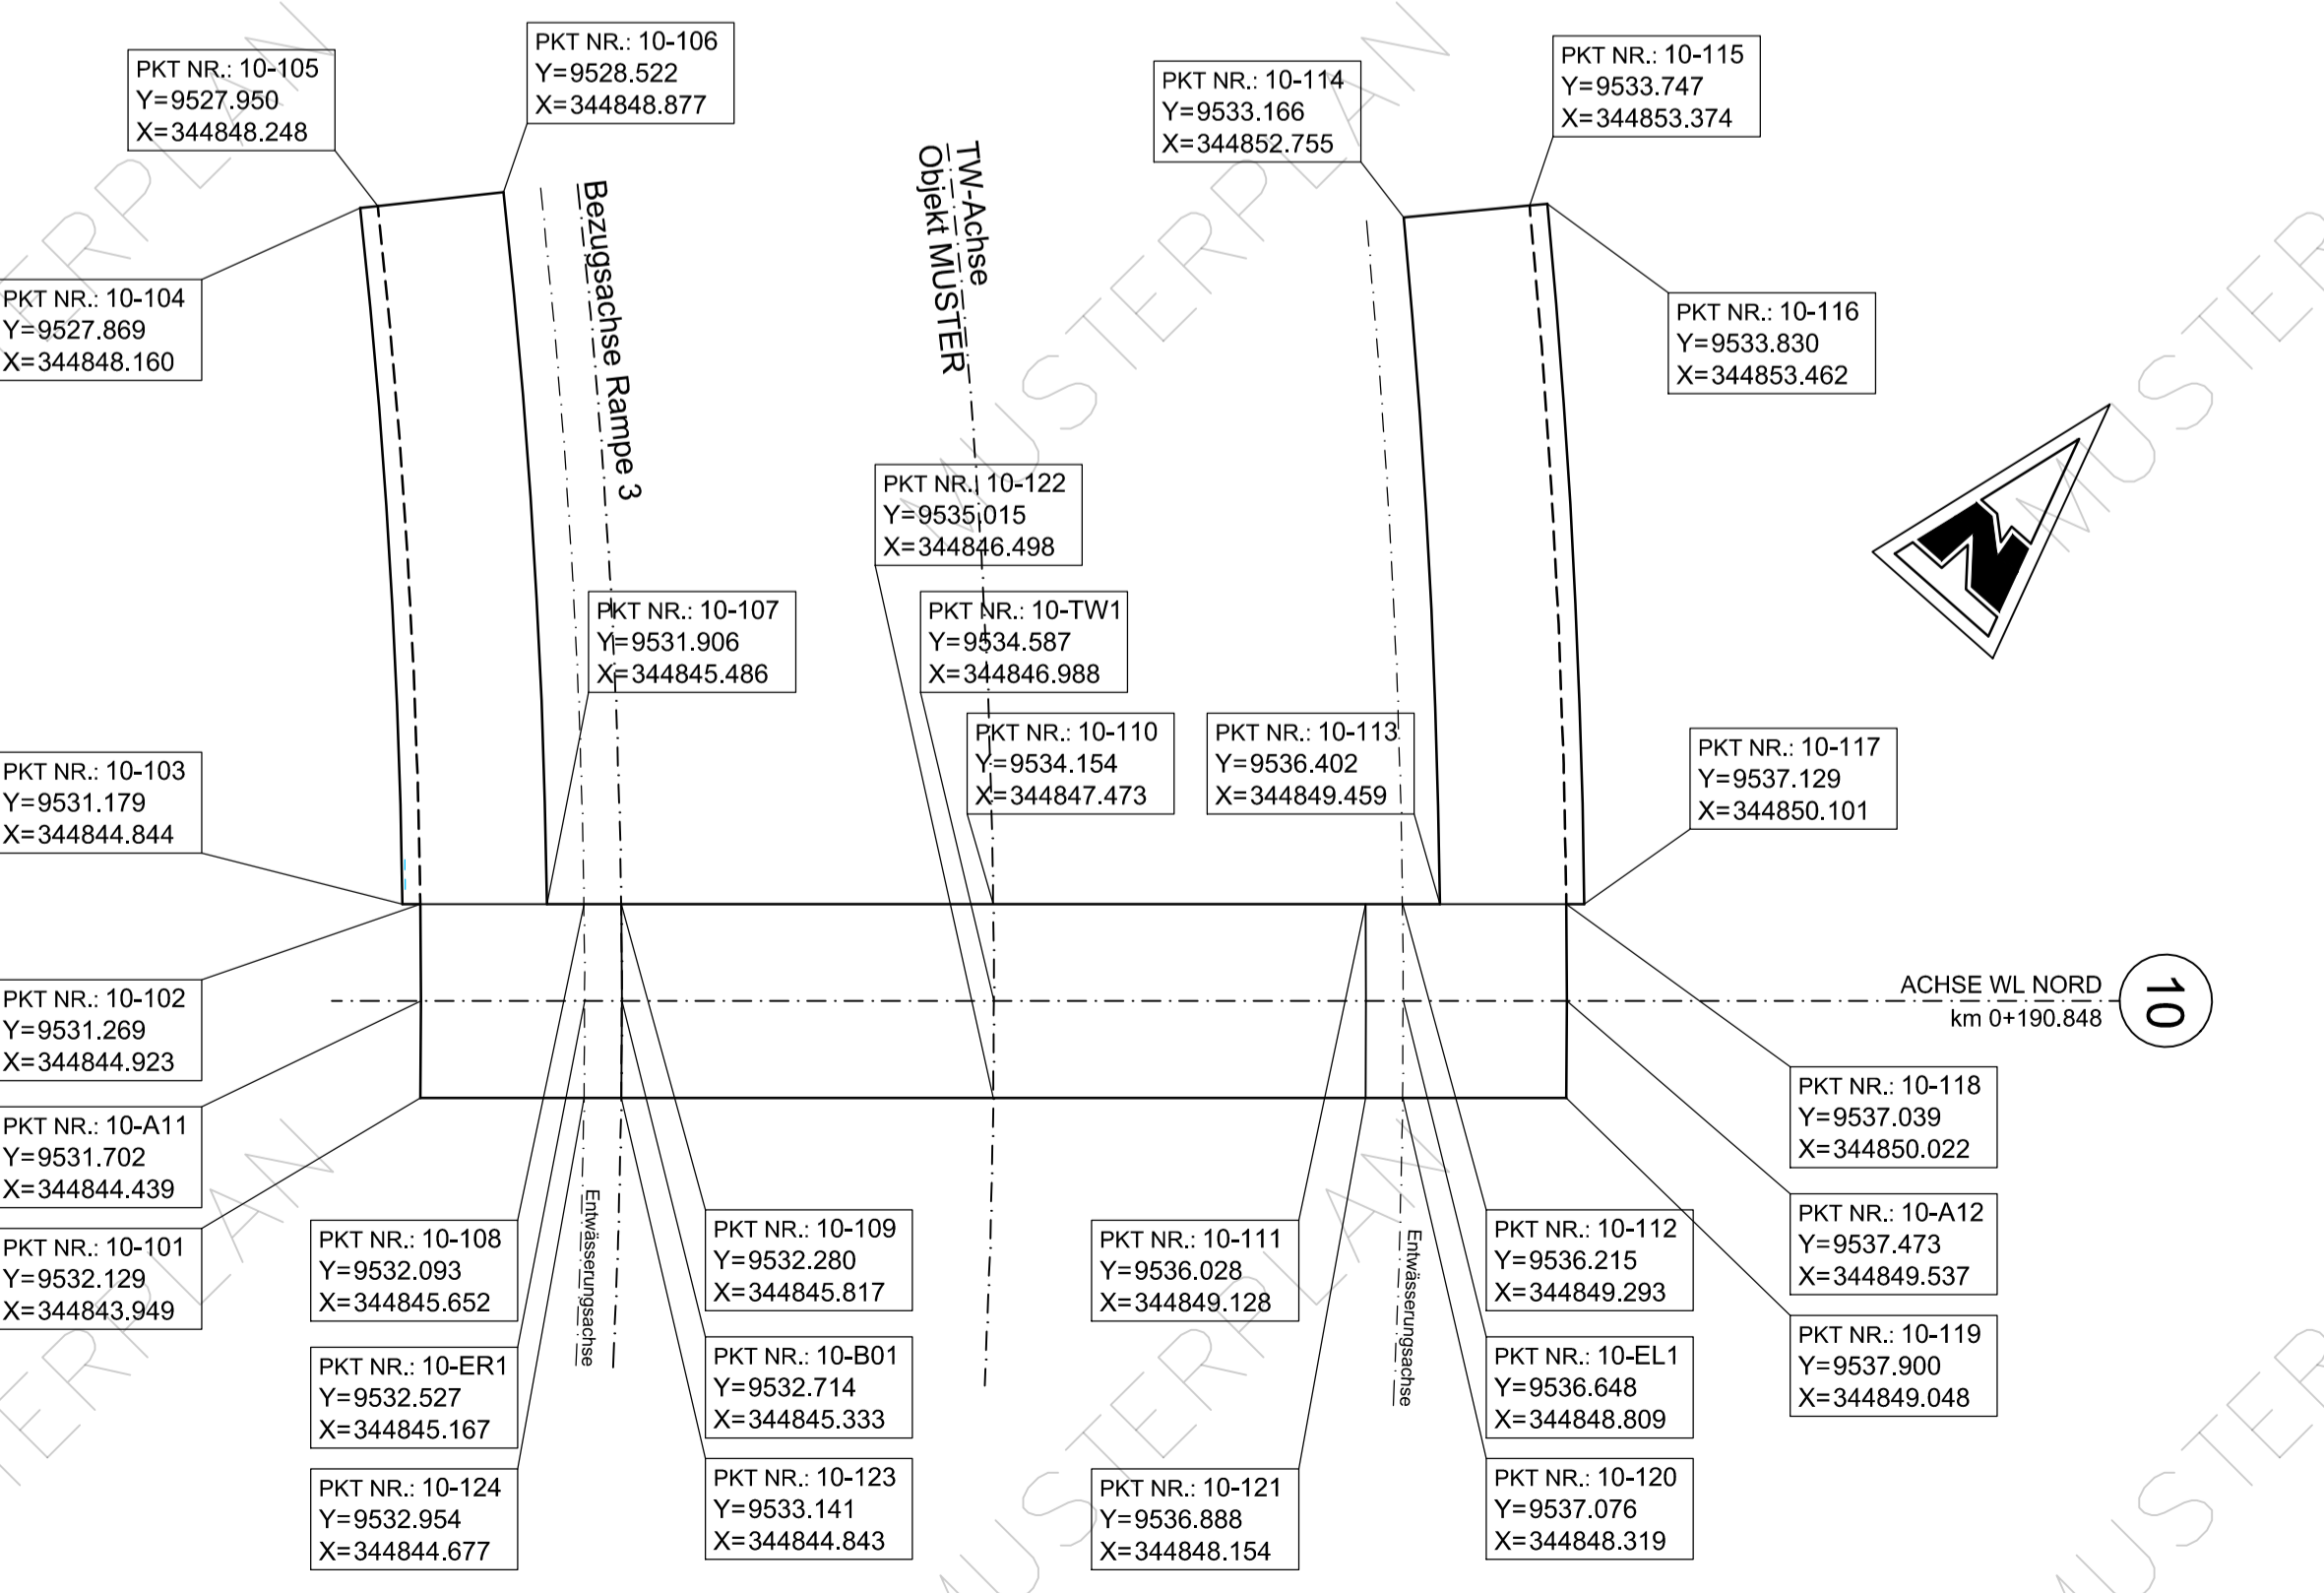 PKT NR.: 10-105
Y=9527.950
X=344848.248
PKT NR.: 10-106
Y=9528.522
X=344848.877
PKT NR.: 10-114
Y=9533.166
X=344852.755
PKT NR.: 10-115
Y=9533.747
X=344853.374
PKT NR.: 10-104
Y=9527.869
X=344848.160
Bezugsachse Rampe 3
TW-Achse
Objekt MUSTER
PKT NR.: 10-116
Y=9533.830
X=344853.462
N
PKT NR.: 10-122
Y=9535.015
X=344846.498
PKT NR.: 10-107
Y=9531.906
X=344845.486
PKT NR.: 10-TW1
Y=9534.587
X=344846.988
PKT NR.: 10-110
Y=9534.154
X=344847.473
PKT NR.: 10-113
Y=9536.402
X=344849.459
PKT NR.: 10-103
Y=9531.179
X=344844.844
PKT NR.: 10-117
Y=9537.129
X=344850.101
PKT NR.: 10-102
Y=9531.269
X=344844.923
ACHSE WL NORD
km 0+190.848
10
PKT NR.: 10-A11
Y=9531.702
X=344844.439
PKT NR.: 10-118
Y=9537.039
X=344850.022
PKT NR.: 10-101
Y=9532.129
X=344843.949
PKT NR.: 10-108
Y=9532.093
X=344845.652
Entwässerungsachse
PKT NR.: 10-109
Y=9532.280
X=344845.817
PKT NR.: 10-111
Y=9536.028
X=344849.128
Entwässerungsachse
PKT NR.: 10-112
Y=9536.215
X=344849.293
PKT NR.: 10-A12
Y=9537.473
X=344849.537
PKT NR.: 10-ER1
Y=9532.527
X=344845.167
PKT NR.: 10-B01
Y=9532.714
X=344845.333
PKT NR.: 10-EL1
Y=9536.648
X=344848.809
PKT NR.: 10-119
Y=9537.900
X=344849.048
PKT NR.: 10-124
Y=9532.954
X=344844.677
PKT NR.: 10-123
Y=9533.141
X=344844.843
PKT NR.: 10-121
Y=9536.888
X=344848.154
PKT NR.: 10-120
Y=9537.076
X=344848.319
MUSTERPLAN
MUSTERPLAN
STERPLAN
STERPLAN
MUSTER
MUSTER